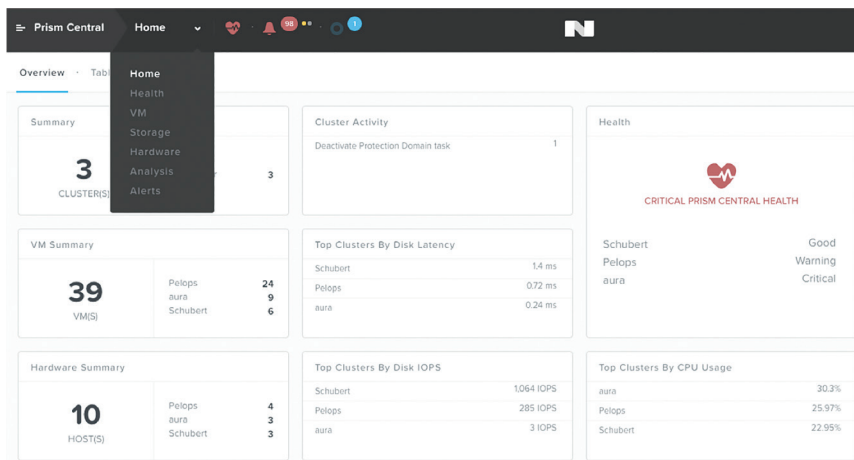 Prism Central Home 98 1
Overview · Tabl
Home
Health
VM
Storage
Hardware
Analysis
Alerts
Summary
3
CLUSTER(S)
r 3
Cluster Activity
Deactivate Protection Domain task 1
Health
CRITICAL PRISM CENTRAL HEALTH
Schubert Good
Pelops Warning
aura Critical
VM Summary
39
VM(S)
Pelops 24
aura 9
Schubert 6
Top Clusters By Disk Latency
Schubert 1,4 ms
Pelops 0.72 ms
aura 0.24 ms
Hardware Summary
10
HOST(S)
Pelops 4
aura 3
Schubert 3
Top Clusters By Disk IOPS
Schubert 1,064 IOPS
Pelops 285 IOPS
aura 3 IOPS
Top Clusters By CPU Usage
aura 30.3%
Pelops 25.97%
Schubert 22.95%